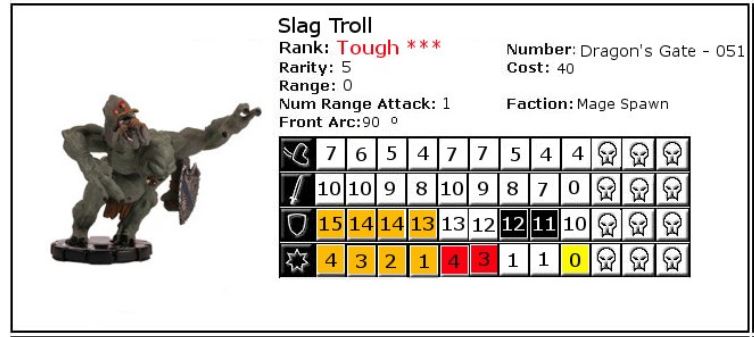 Slag Troll
Rank: Tough ***
Number: Dragon's Gate - 051
Rarity: 5
Cost: 40
Range: 0
Num Range Attack: 1
Faction: Mage Spawn
Front Arc:90 º
7 6 5 4 7 7 5 4 4
10 10 9 8 10 9 8 7 0
15 14 14 13 13 12 12 11 10
4 3 2 1 4 3 1 1 0